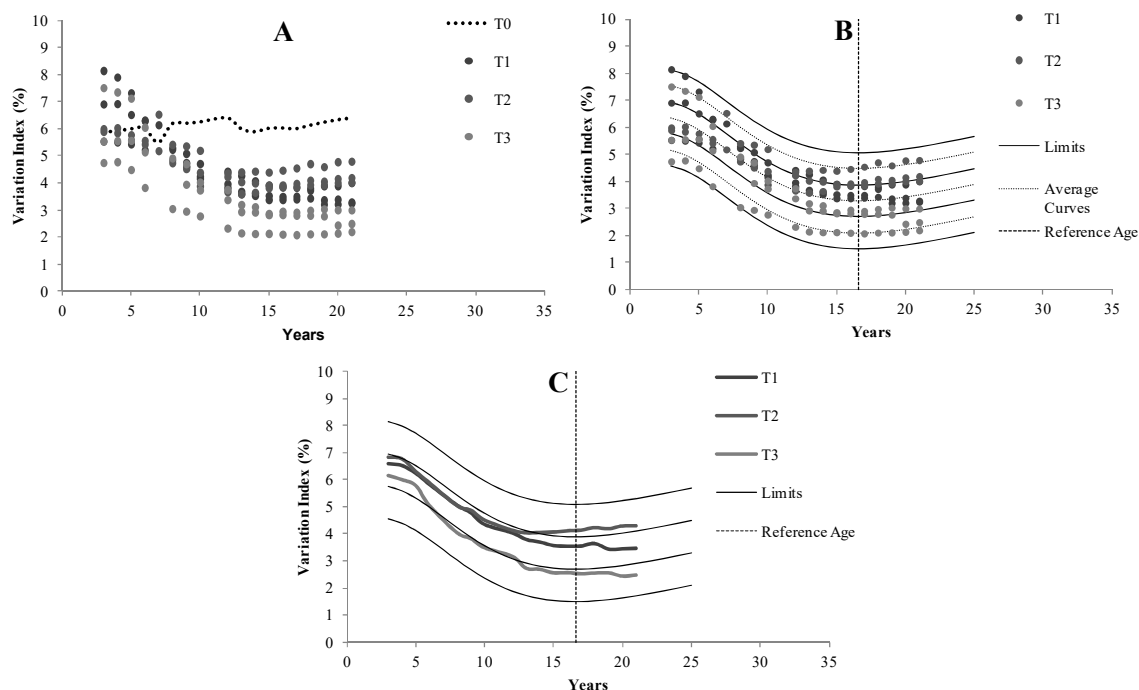 A
Variation Index (%)
10
9
8
7
6
5
4
3
2
1
0
0 5 10 15 20 25 30 35
Years
T0
T1
T2
T3
B
Variation Index (%)
10
9
8
7
6
5
4
3
2
1
0
0 5 10 15 20 25 30 35
Years
T1
T2
T3
Limits
Average
Curves
Reference Age
C
Variation Index (%)
10
9
8
7
6
5
4
3
2
1
0
0 5 10 15 20 25 30 35
Years
T1
T2
T3
Limits
Reference Age